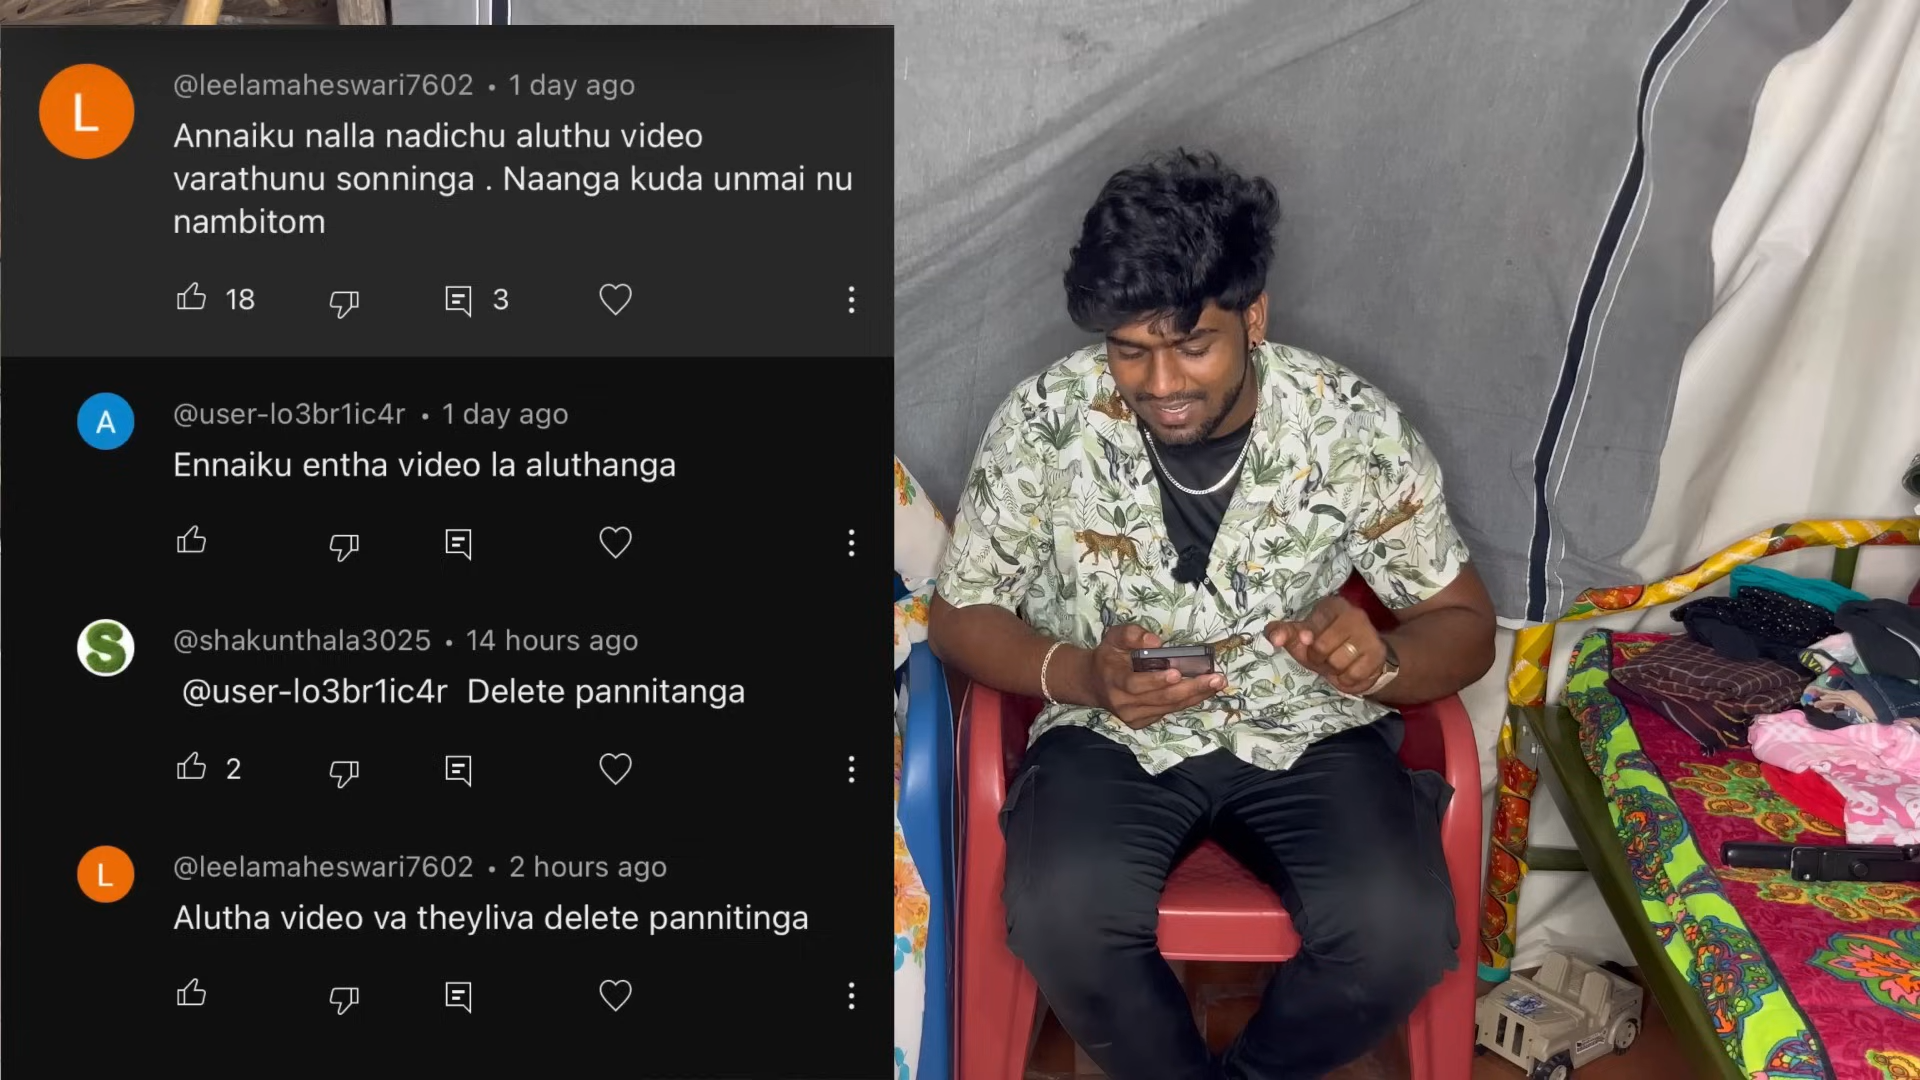 L
@leelamaheswari7602 • 1 day ago
Annaiku nalla nadichu aluthu video
varathunu sonninga . Naanga kuda unmai nu
nambitom
18 3
A
@user-lo3br1ic4r • 1 day ago
Ennaiku entha video la aluthanga
S
@shakunthala3025 • 14 hours ago
@user-lo3br1ic4r Delete pannitanga
2
L
@leelamaheswari7602 • 2 hours ago
Alutha video va theyliva delete pannitinga